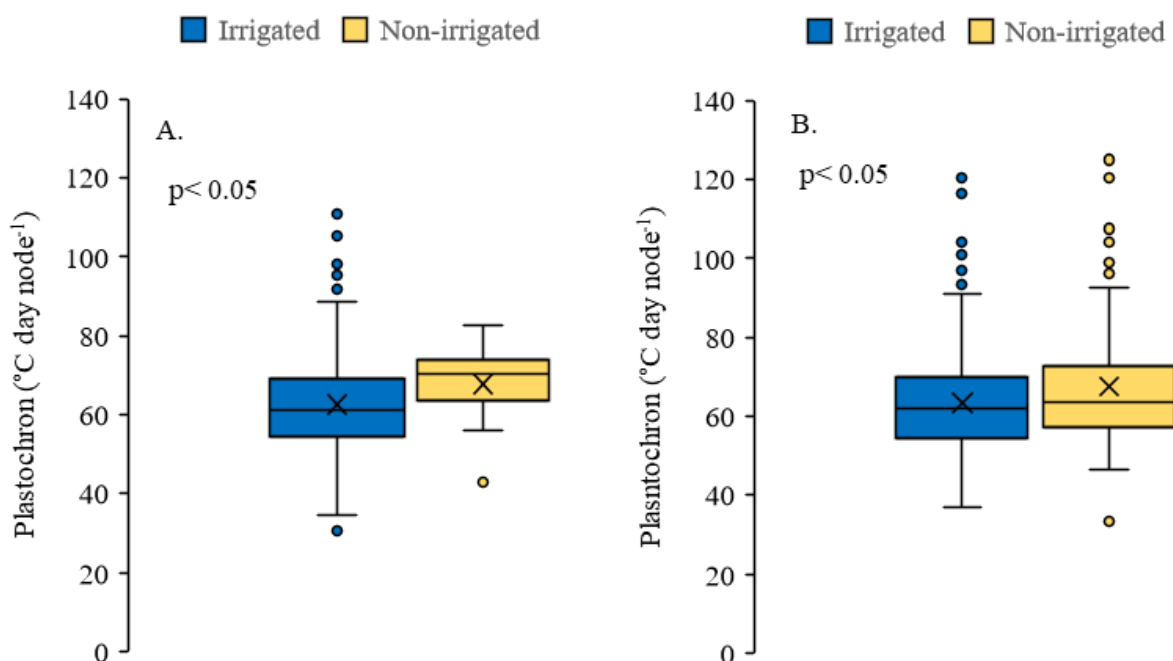 Irrigated Non-irrigated
A.
p< 0.05
Plastochron (°C day node⁻¹)
140
120
100
80
60
40
20
0
Irrigated Non-irrigated
B.
p< 0.05
Plasntochron (°C day node⁻¹)
140
120
100
80
60
40
20
0